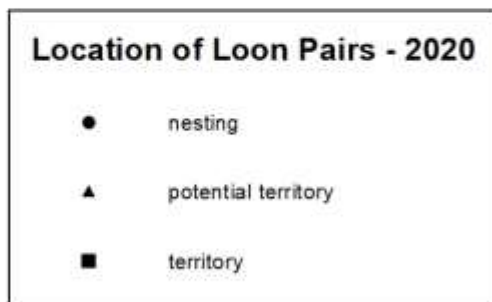 Location of Loon Pairs - 2020
nesting
potential territory
territory